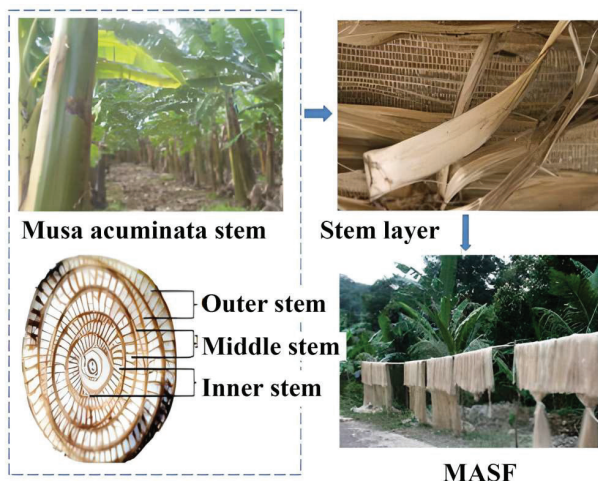 Musa acuminata stem
Stem layer
Outer stem
Middle stem
Inner stem
MASF